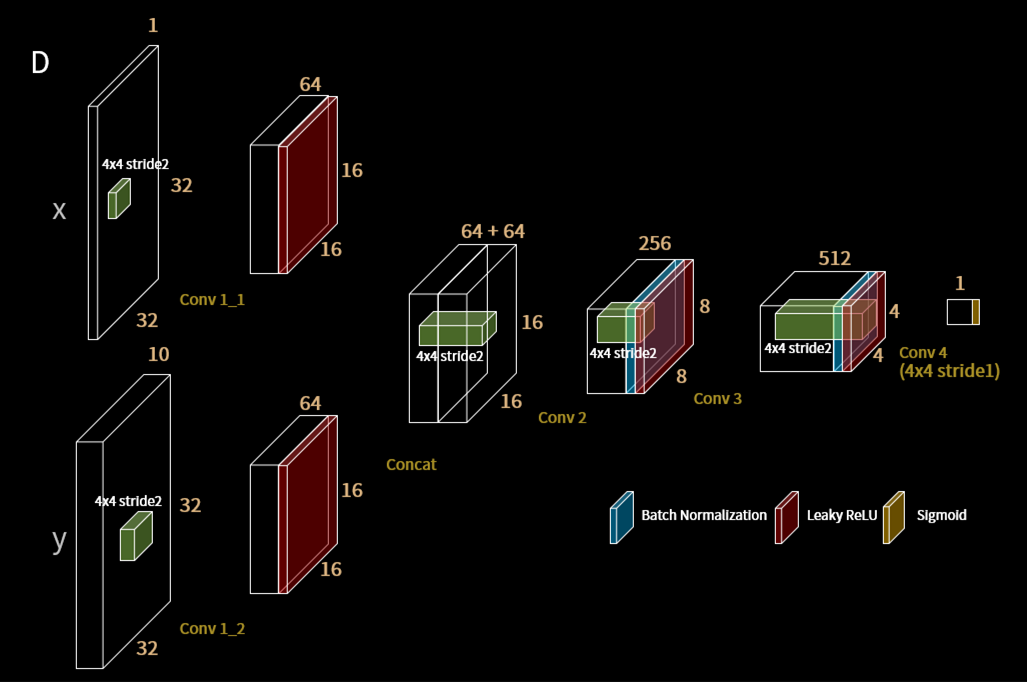 D
1
4x4 stride2
32
x
32
64
16
16
Conv 1_1
10
4x4 stride2
32
y
32
64
16
16
Conv 1_2
64 + 64
4x4 stride2
16
16
Concat
256
4x4 stride2
8
8
Conv 2
512
4x4 stride2
4
4
Conv 3
1
Conv 4
(4x4 stride1)
Batch Normalization
Leaky ReLU
Sigmoid